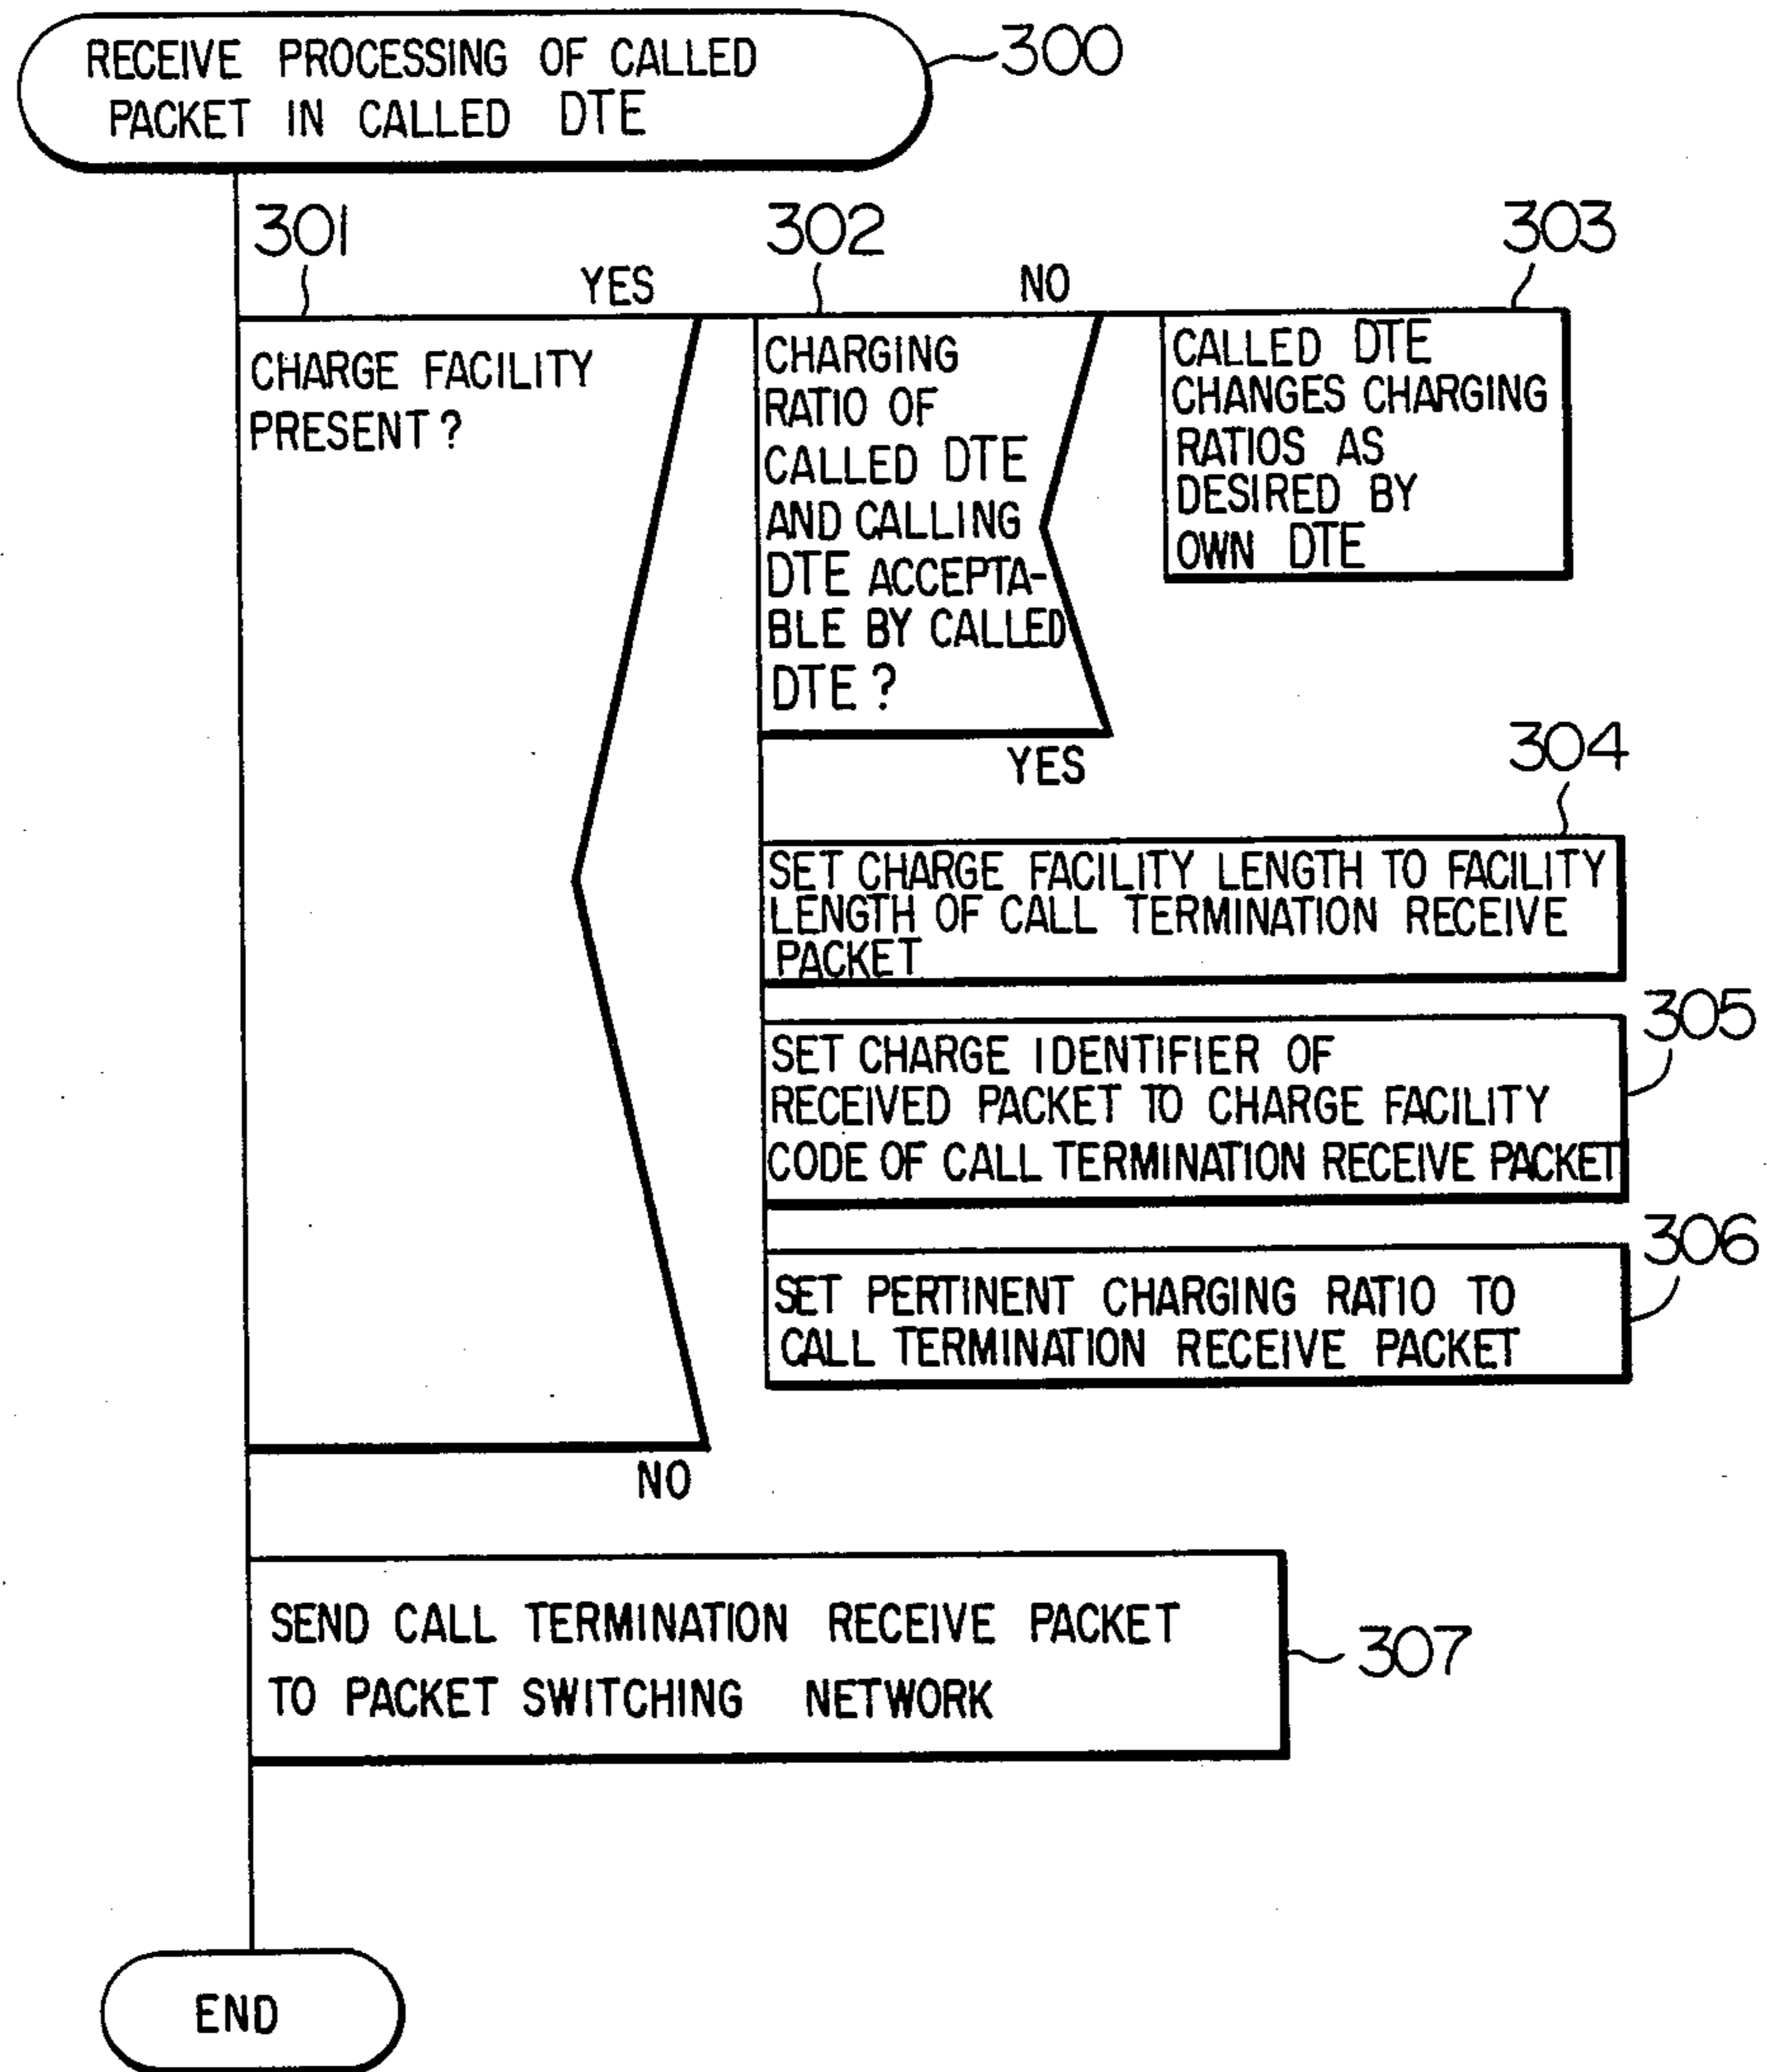 RECEIVE PROCESSING OF CALLED
PACKET IN CALLED DTE
300
301
YES
302
NO
303
CHARGE FACILITY
PRESENT?
CHARGING
RATIO OF
CALLED DTE
AND CALLING
DTE ACCEPTA-
BLE BY CALLED
DTE?
CALLED DTE
CHANGES CHARGING
RATIOS AS
DESIRED BY
OWN DTE
YES
304
SET CHARGE FACILITY LENGTH TO FACILITY
LENGTH OF CALL TERMINATION RECEIVE
PACKET
305
SET CHARGE IDENTIFIER OF
RECEIVED PACKET TO CHARGE FACILITY
CODE OF CALL TERMINATION RECEIVE PACKET
306
SET PERTINENT CHARGING RATIO TO
CALL TERMINATION RECEIVE PACKET
NO
SEND CALL TERMINATION RECEIVE PACKET
TO PACKET SWITCHING NETWORK
307
END